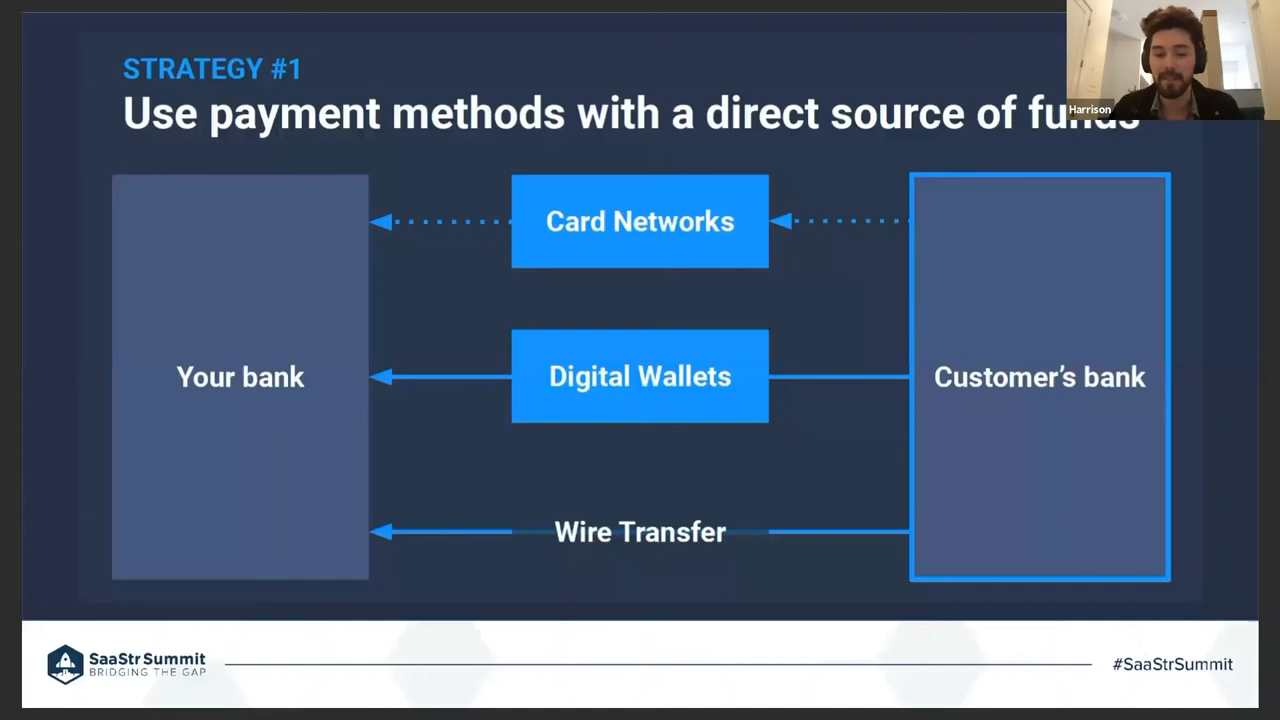 STRATEGY #1
Use payment methods with a direct source of funds
Harrison
Card Networks
Your bank
Digital Wallets
Customer's bank
Wire Transfer
SaaStr Summit
BRIDGING THE GAP
#SaaStrSummit